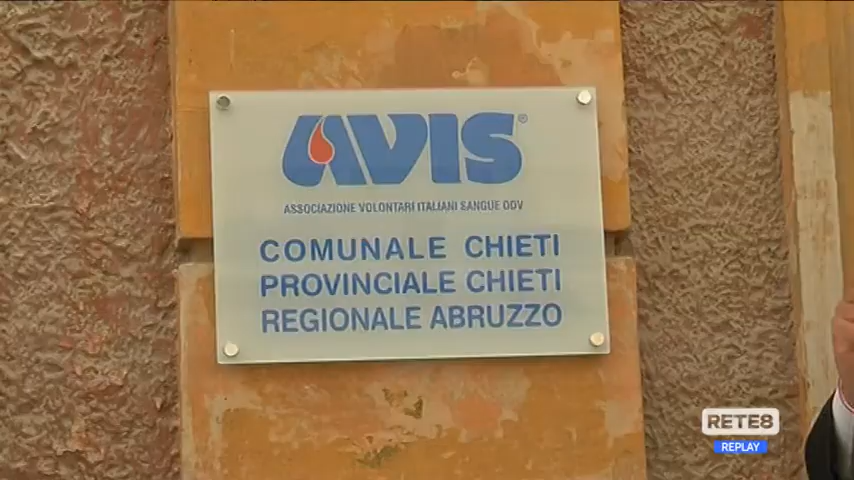 AVIS®
ASSOCIAZIONE VOLONTARI ITALIANI SANGUE ODV
COMUNALE CHIETI
PROVINCIALE CHIETI
REGIONALE ABRUZZO
RETE8
REPLAY